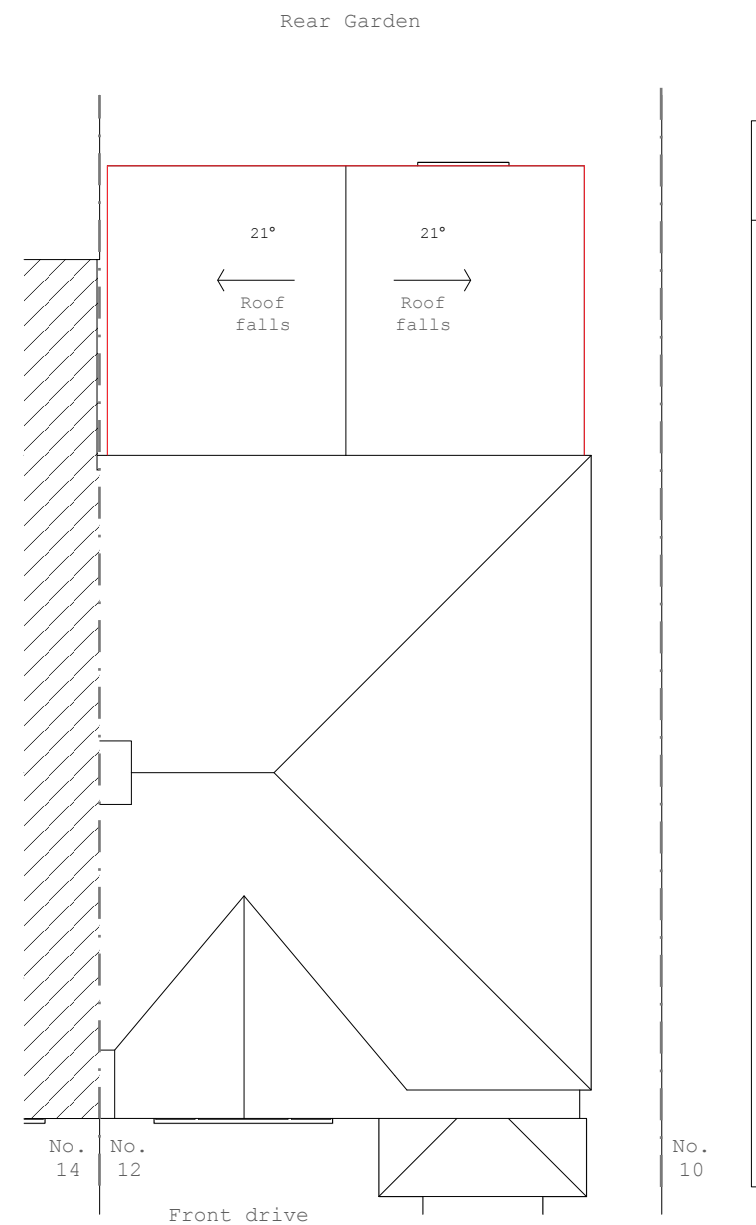 Rear Garden
21°
21°
Roof
falls
Roof
falls
No.
14
No.
12
No.
10
Front drive